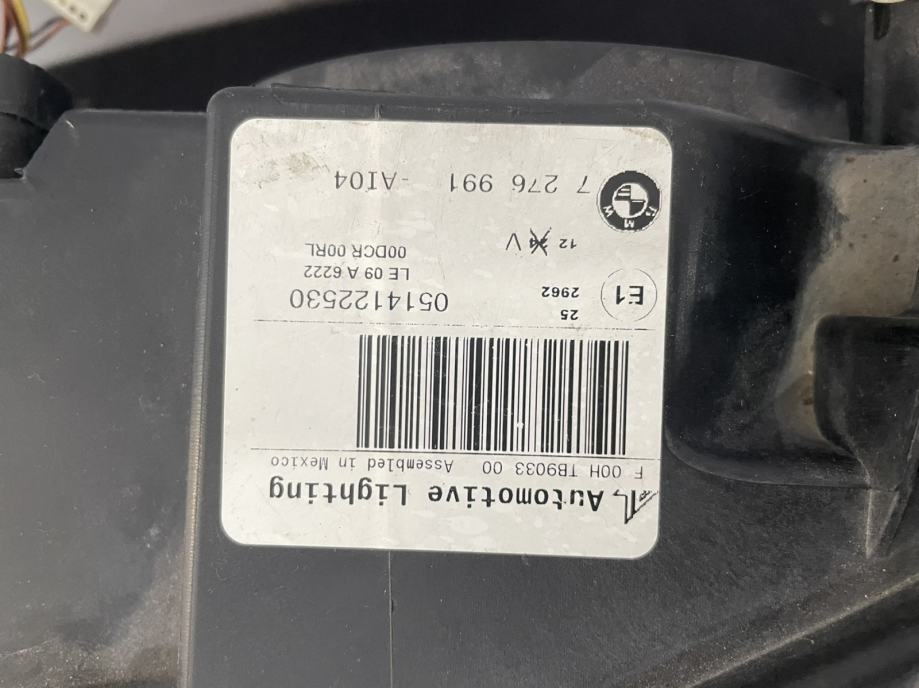 Automotive Lighting
F 00H TB9033 00 Assembled in Mexico
E1
25
2962
0514122530
LE 09 A 6222
00DCR 00RL
12 V
BMW
7 276 991 -AI04